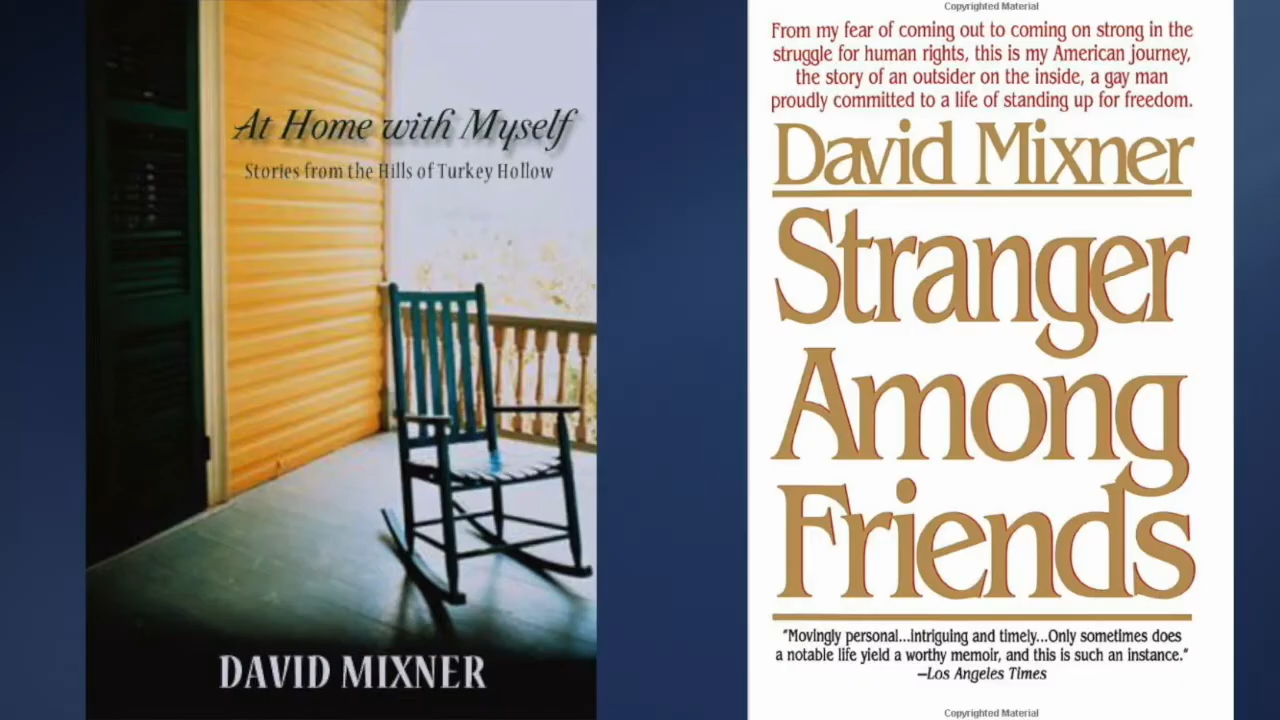 At Home with Myself
Stories from the Hills of Turkey Hollow
DAVID MIXNER
Copyrighted Material
From my fear of coming out to coming on strong in the
struggle for human rights, this is my American journey,
the story of an outsider on the inside, a gay man
proudly committed to a life of standing up for freedom.
David Mixner
Stranger
Among
Friends
"Movingly personal...intriguing and timely...Only sometimes does
a notable life yield a worthy memoir, and this is such an instance."
—Los Angeles Times
Copyrighted Material